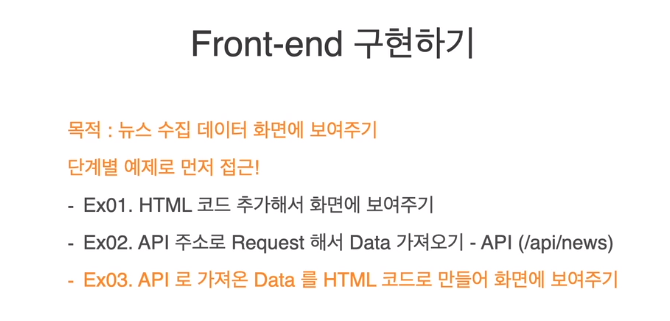 Front-end 구현하기
목적 : 뉴스 수집 데이터 화면에 보여주기
단계별 예제로 먼저 접근!
- Ex01. HTML 코드 추가해서 화면에 보여주기
- Ex02. API 주소로 Request 해서 Data 가져오기 - API (/api/news)
- Ex03. API 로 가져온 Data 를 HTML 코드로 만들어 화면에 보여주기